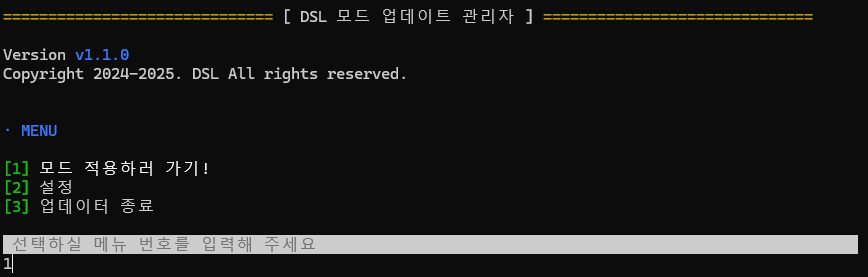 ============================== [ DSL 모드 업데이트 관리자 ] ==============================
Version v1.1.0
Copyright 2024-2025. DSL All rights reserved.
· MENU
[1] 모드 적용하러 가기!
[2] 설정
[3] 업데이터 종료
선택하실 메뉴 번호를 입력해 주세요
1